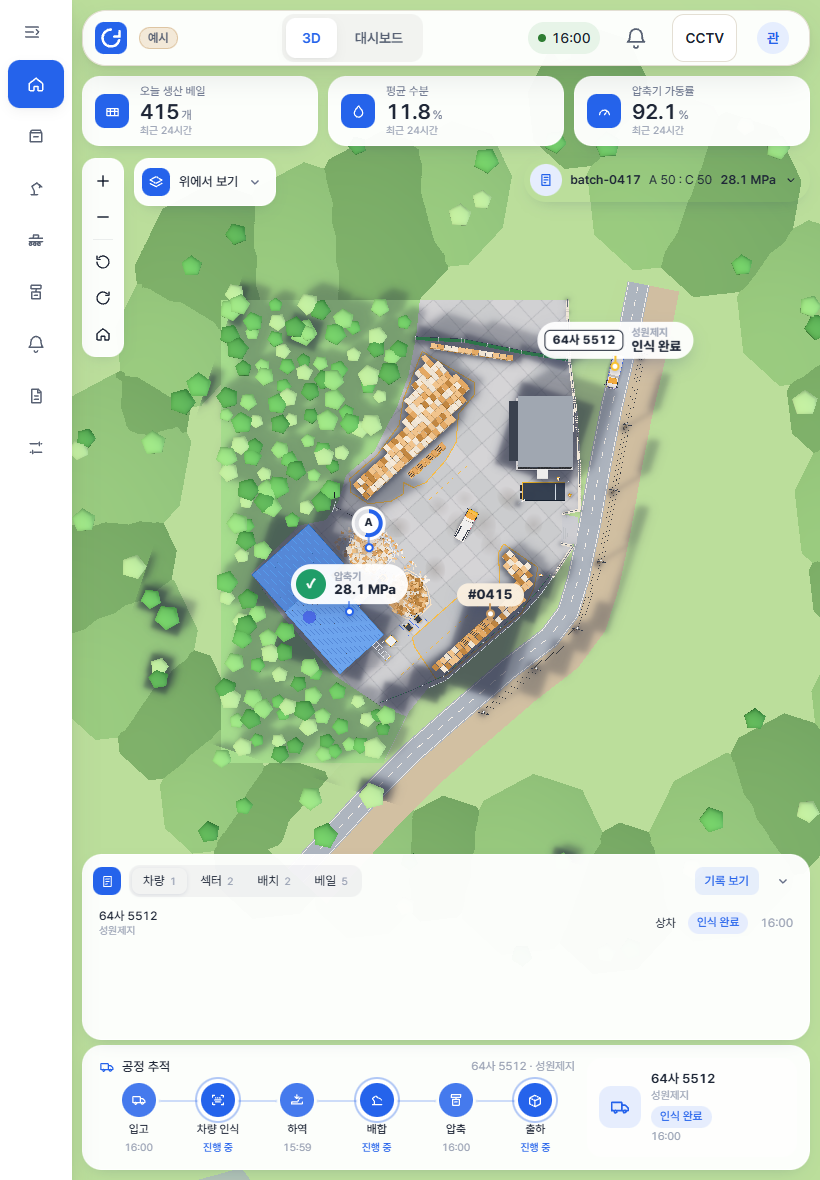 예시
3D
대시보드
16:00
CCTV
관
오늘 생산 베일
415개
최근 24시간
평균 수분
11.8%
최근 24시간
압축기 가동률
92.1%
최근 24시간
위에서 보기
batch-0417 A 50 : C 50 28.1 MPa
64사 5512
성원제지
인식 완료
A
압축기
28.1 MPa
#0415
차량 1
섹터 2
배치 2
베일 5
기록 보기
64사 5512
성원제지
상차
인식 완료
16:00
공정 추적
64사 5512 · 성원제지
입고
16:00
차량 인식
진행 중
하역
15:59
배합
진행 중
압축
16:00
출하
진행 중
64사 5512
성원제지
인식 완료
16:00